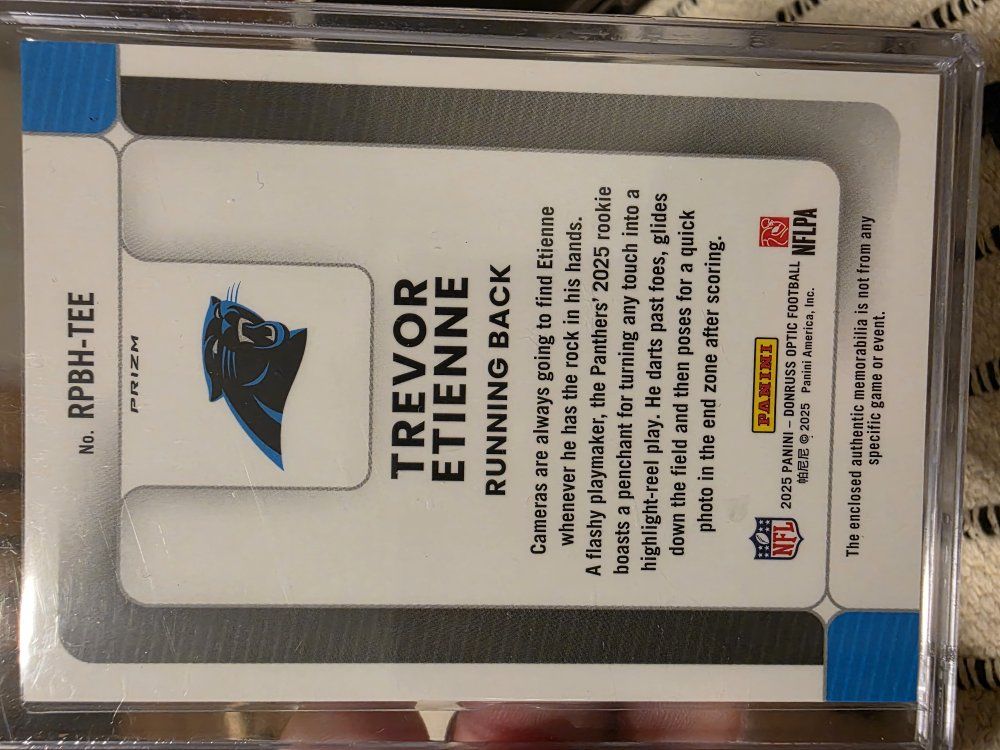 No. RPBH-TEE
PRIZM
TREVOR
ETIENNE
RUNNING BACK
Cameras are always going to find Etienne
whenever he has the rock in his hands.
A flashy playmaker, the Panthers' 2025 rookie
boasts a penchant for turning any touch into a
highlight-reel play. He darts past foes, glides
down the field and then poses for a quick
photo in the end zone after scoring.
PANINI
NFL
2025 PANINI – DONRUSS OPTIC FOOTBALL
帕尼尼 © 2025 Panini America, Inc.
NFLPA
The enclosed authentic memorabilia is not from any
specific game or event.